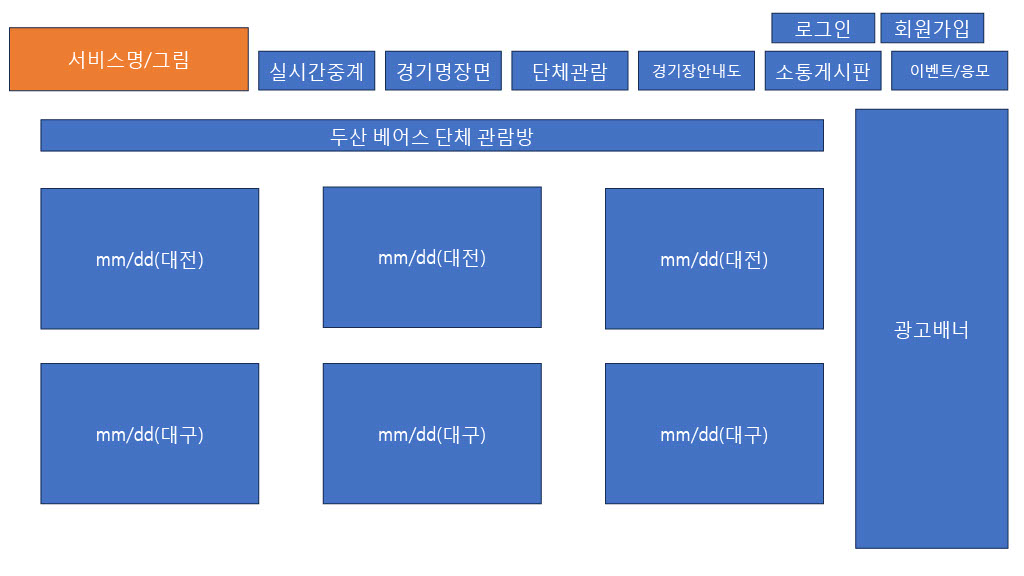 로그인
회원가입
서비스명/그림
실시간중계
경기명장면
단체관람
경기장안내도
소통게시판
이벤트/응모
두산 베어스 단체 관람방
mm/dd(대전)
mm/dd(대전)
mm/dd(대전)
광고배너
mm/dd(대구)
mm/dd(대구)
mm/dd(대구)